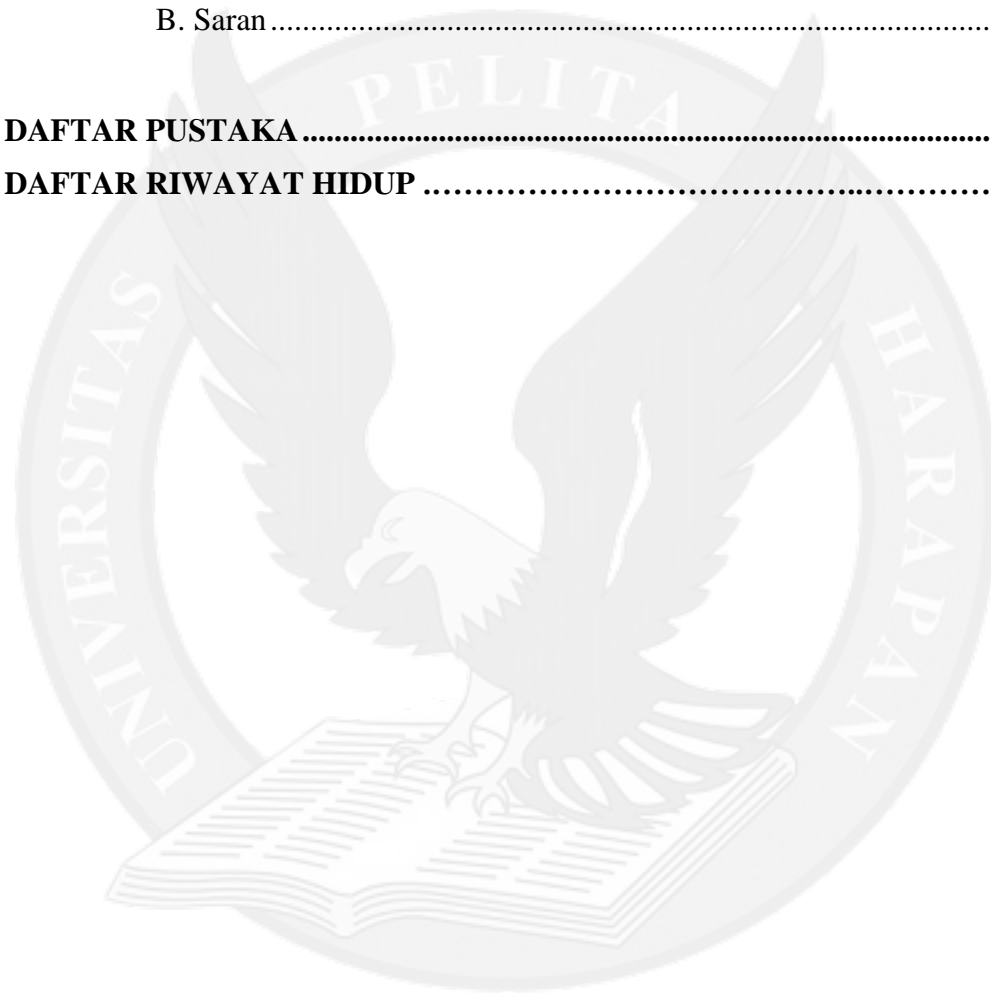 B. Saran ...........................................................................................
DAFTAR PUSTAKA .......................................................................................
DAFTAR RIWAYAT HIDUP ……………………………………..…………
UNIVERSITAS PELITA HARAPAN